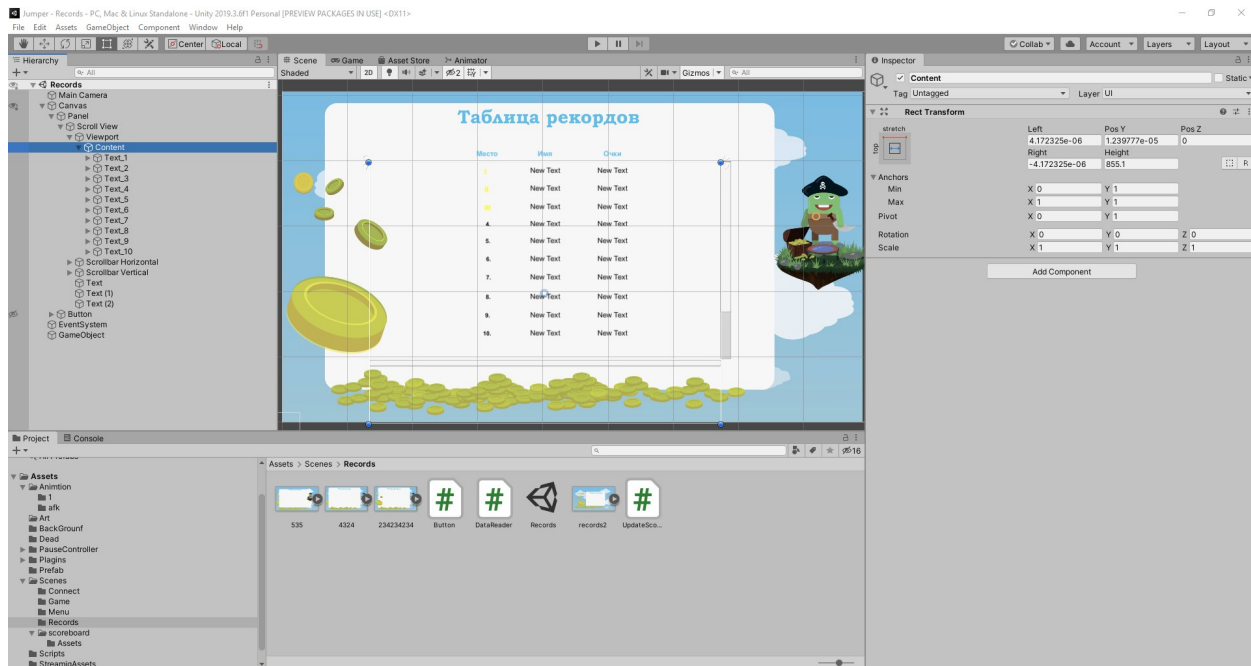 Jumper - Records - PC, Mac & Linux Standalone - Unity 2019.3.6f1 Personal [PREVIEW PACKAGES IN USE] <DX11>
File Edit Assets GameObject Component Window Help
Center Local Collab Account Layers Layout
Hierarchy
All
Records
Main Camera
Canvas
Panel
Scroll View
Viewport
Content
Text_1
Text_2
Text_3
Text_4
Text_5
Text_6
Text_7
Text_8
Text_9
Text_10
Scrollbar Horizontal
Scrollbar Vertical
Text
Text (1)
Text (2)
Button
EventSystem
GameObject
Scene Game Asset Store Animator
Shaded 2D 2 Gizmos All
Таблица рекордов
Место Имя Очки
New Text New Text
New Text New Text
New Text New Text
4. New Text New Text
5. New Text New Text
6. New Text New Text
7. New Text New Text
8. New Text New Text
9. New Text New Text
10. New Text New Text
Inspector
Content Static
Tag Untagged Layer UI
Rect Transform
stretch Left Pos Y Pos Z
top 4.172325e-06 1.239777e-05 0
Right Height
-4.172325e-06 855.1 R
Anchors
Min X 0 Y 1
Max X 1 Y 1
Pivot X 0 Y 1
Rotation X 0 Y 0 Z 0
Scale X 1 Y 1 Z 1
Add Component
Project Console
16
Assets
Animtion
1
afk
Art
BackGrounf
Dead
PauseController
Plagins
Prefab
Scenes
Connect
Game
Menu
Records
scoreboard
Assets
Scripts
StreamigAssets
Assets > Scenes > Records
535 4324 234234234 Button DataReader Records records2 UpdateSco...